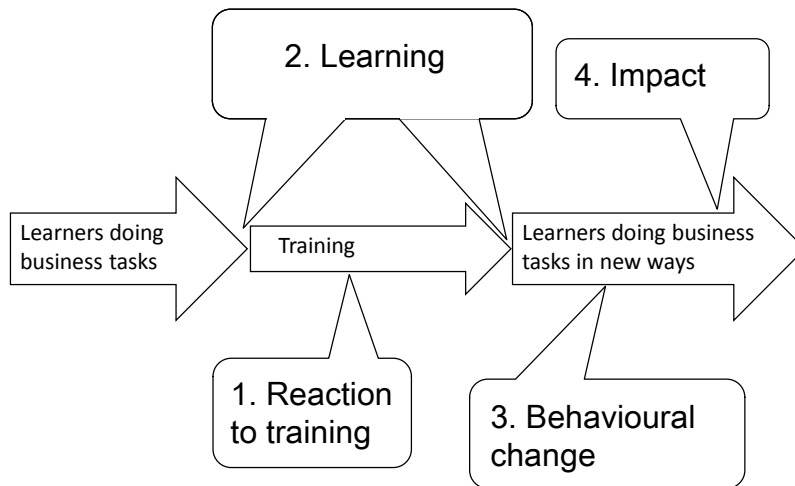 2. Learning
4. Impact
Learners doing
business tasks
Training
Learners doing business
tasks in new ways
1. Reaction
to training
3. Behavioural
change